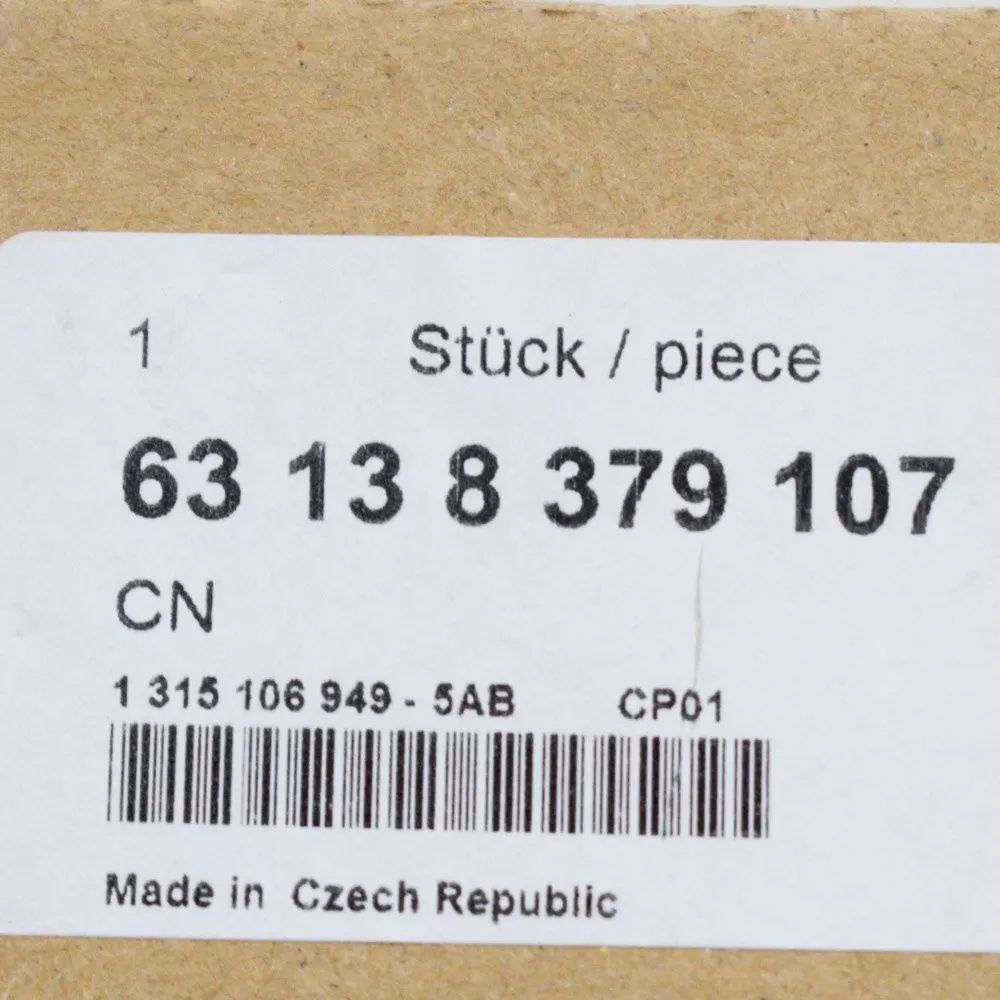 1 Stück / piece
63 13 8 379 107
CN
1 315 106 949 - 5AB CP01
Made in Czech Republic